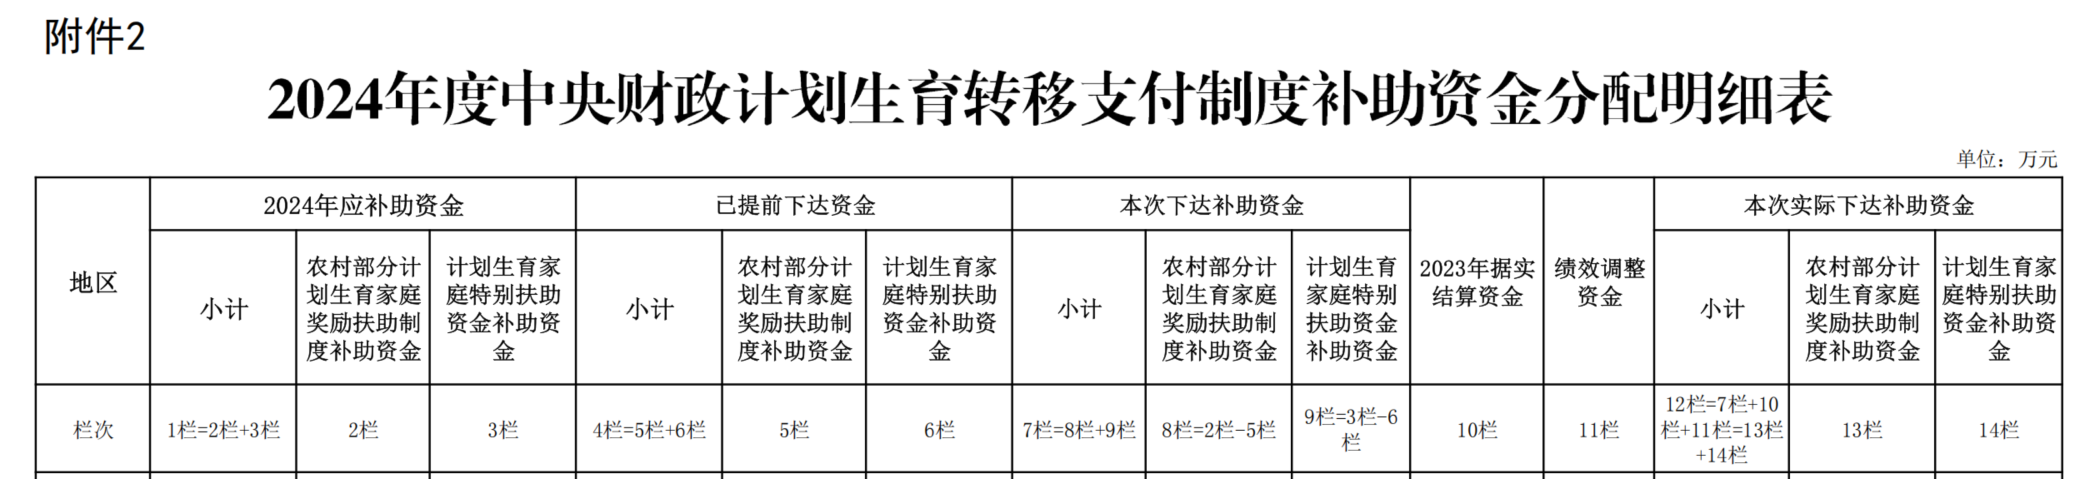 附件2
2024年度中央财政计划生育转移支付制度补助资金分配明细表
单位：万元
地区
2024年应补助资金
已提前下达资金
本次下达补助资金
2023年据实
结算资金
绩效调整
资金
本次实际下达补助资金
小计
农村部分计
划生育家庭
奖励扶助制
度补助资金
计划生育家
庭特别扶助
资金补助资
金
小计
农村部分计
划生育家庭
奖励扶助制
度补助资金
计划生育家
庭特别扶助
资金补助资
金
小计
农村部分计
划生育家庭
奖励扶助制
度补助资金
计划生育
家庭特别
扶助资金
补助资金
小计
农村部分计
划生育家庭
奖励扶助制
度补助资金
计划生育家
庭特别扶助
资金补助资
金
栏次
1栏=2栏+3栏
2栏
3栏
4栏=5栏+6栏
5栏
6栏
7栏=8栏+9栏
8栏=2栏-5栏
9栏=3栏-6
栏
10栏
11栏
12栏=7栏+10
栏+11栏=13栏
+14栏
13栏
14栏